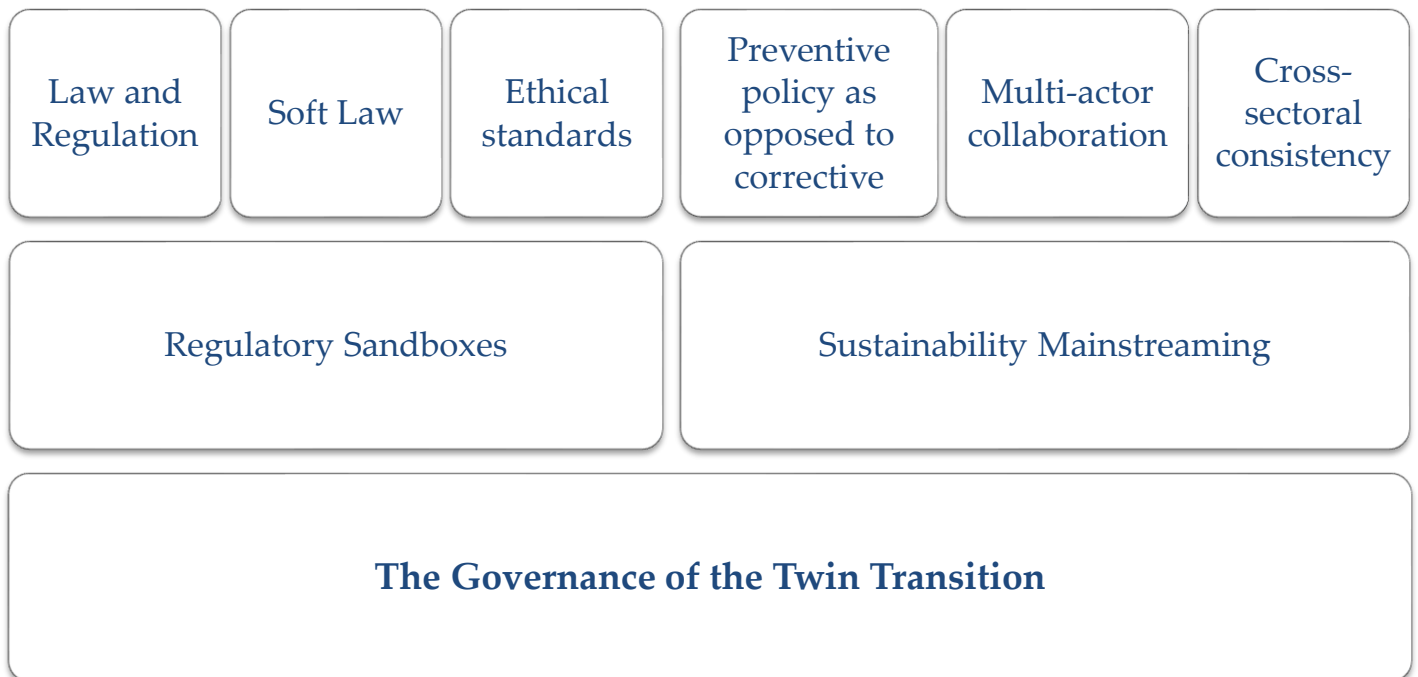 Law and
Regulation
Soft Law
Ethical
standards
Preventive
policy as
opposed to
corrective
Multi-actor
collaboration
Cross-
sectoral
consistency
Regulatory Sandboxes
Sustainability Mainstreaming
The Governance of the Twin Transition